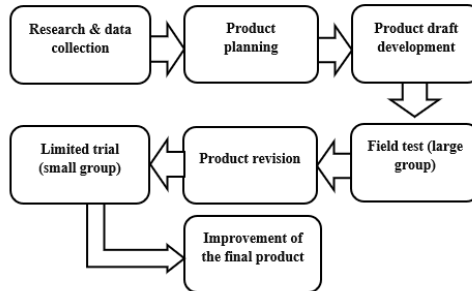 Research & data
collection
Product
planning
Product draft
development
Field test (large
group)
Product revision
Limited trial
(small group)
Improvement of
the final product